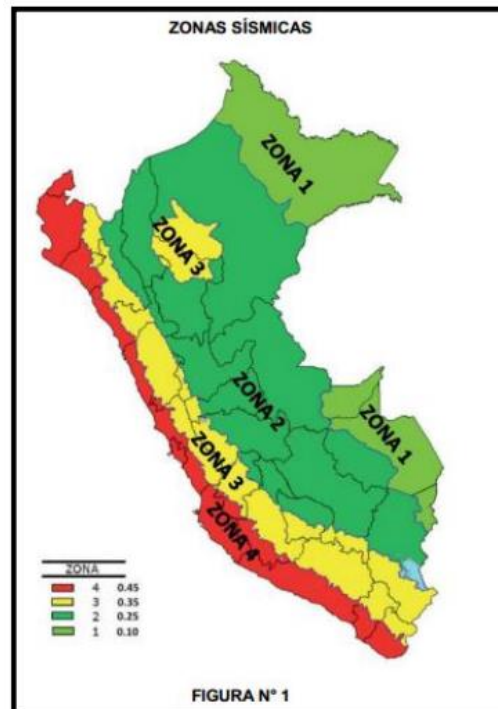 ZONAS SÍSMICAS
ZONA 1
ZONA 3
ZONA 2
ZONA 1
ZONA 3
ZONA 4
ZONA
4 0.45
3 0.35
2 0.25
1 0.10
FIGURA N° 1